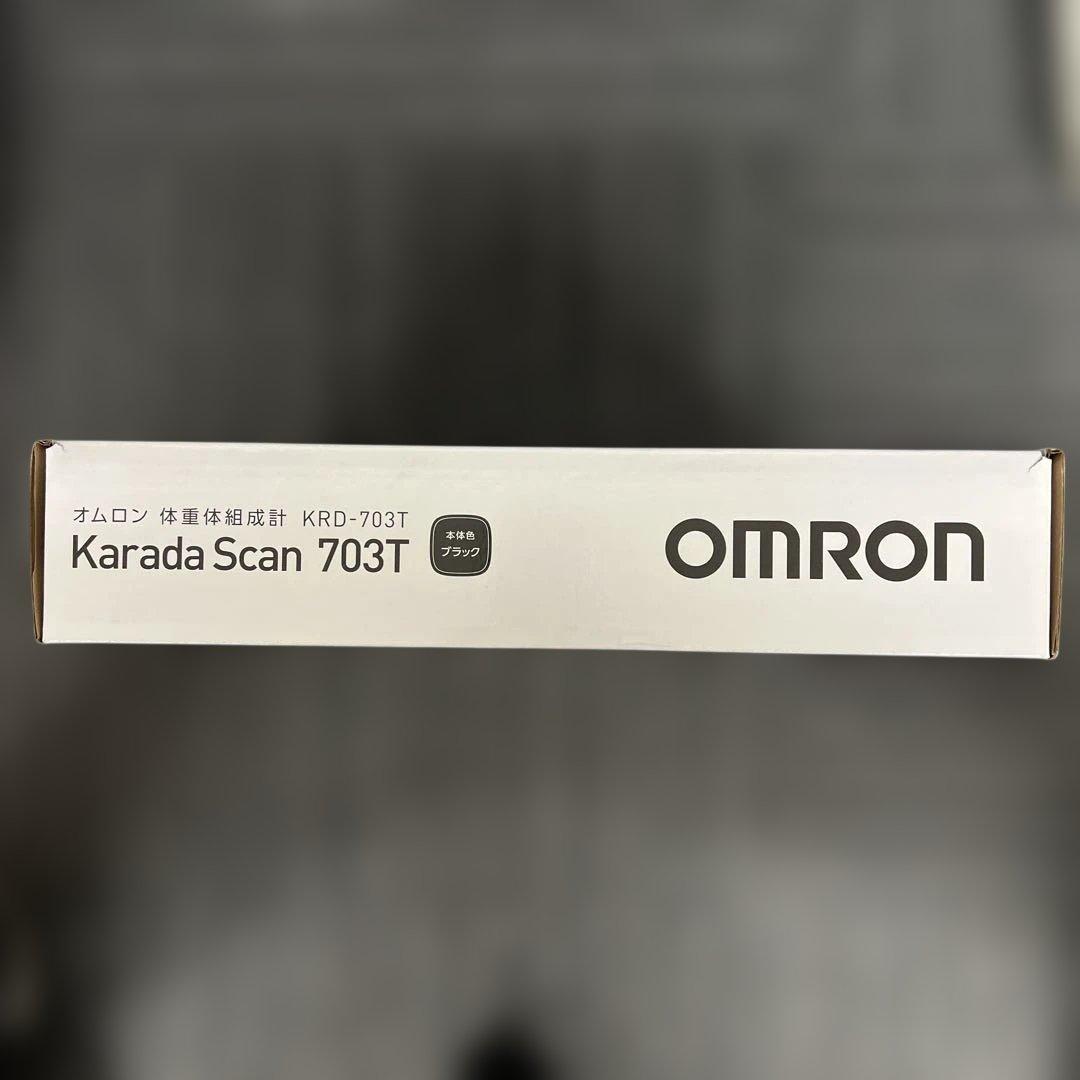 オムロン 体重体組成計 KRD-703T
Karada Scan 703T
本体色
ブラック
OMRON